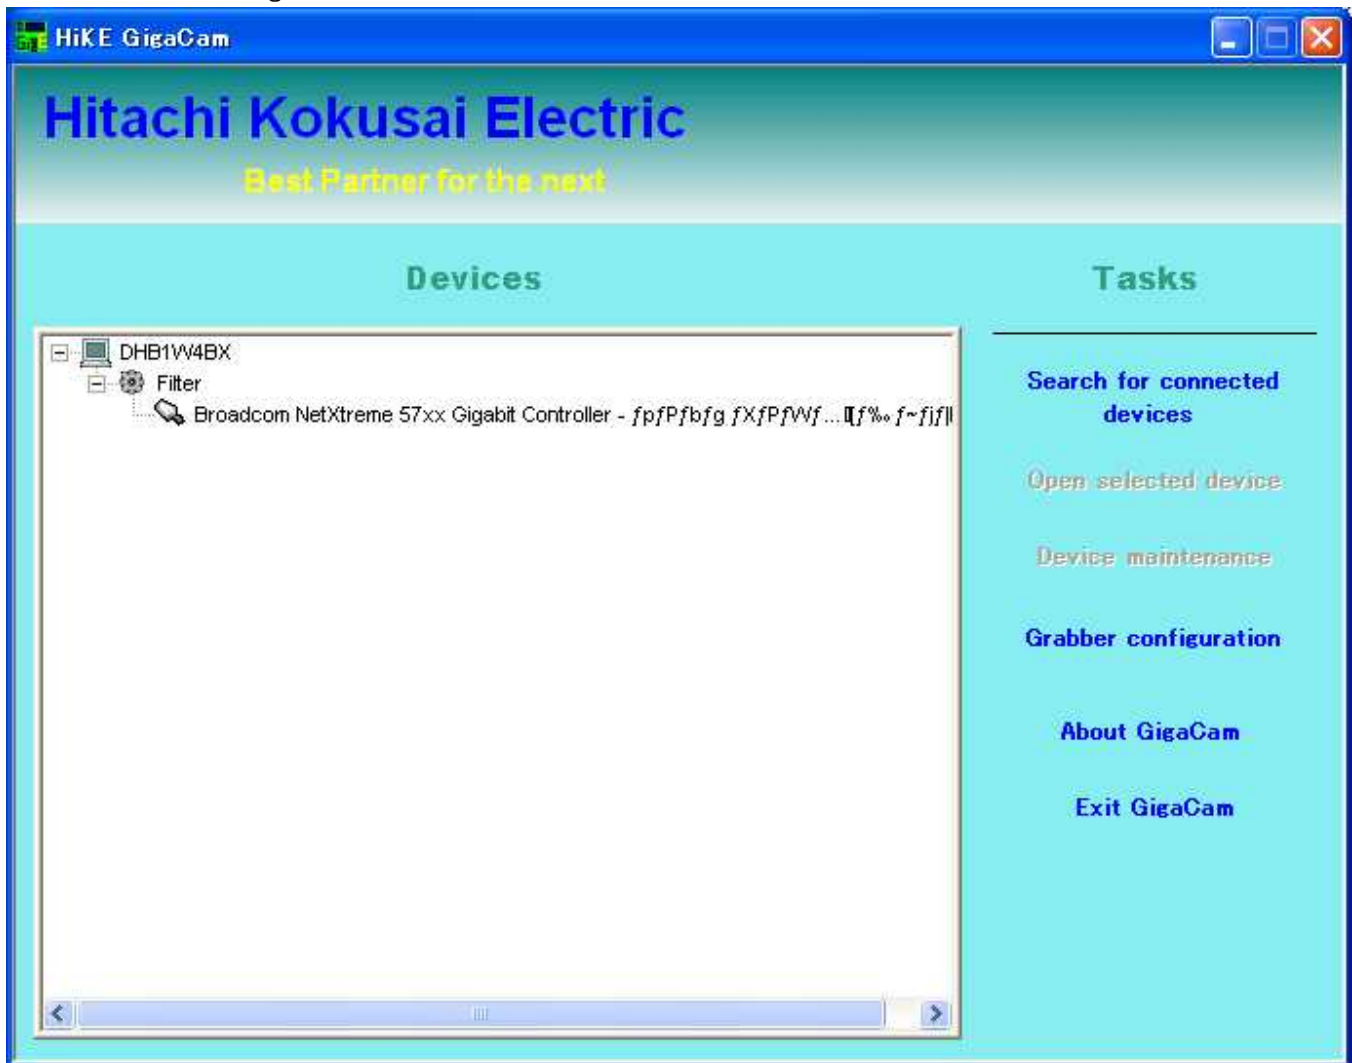 HiKE GigaCam
Hitachi Kokusai Electric
Best Partner for the next
Devices
Tasks
DHB1W4BX
Filter
Broadcom NetXtreme 57xx Gigabit Controller -
Search for connected
devices
Open selected device
Device maintenance
Grabber configuration
About GigaCam
Exit GigaCam